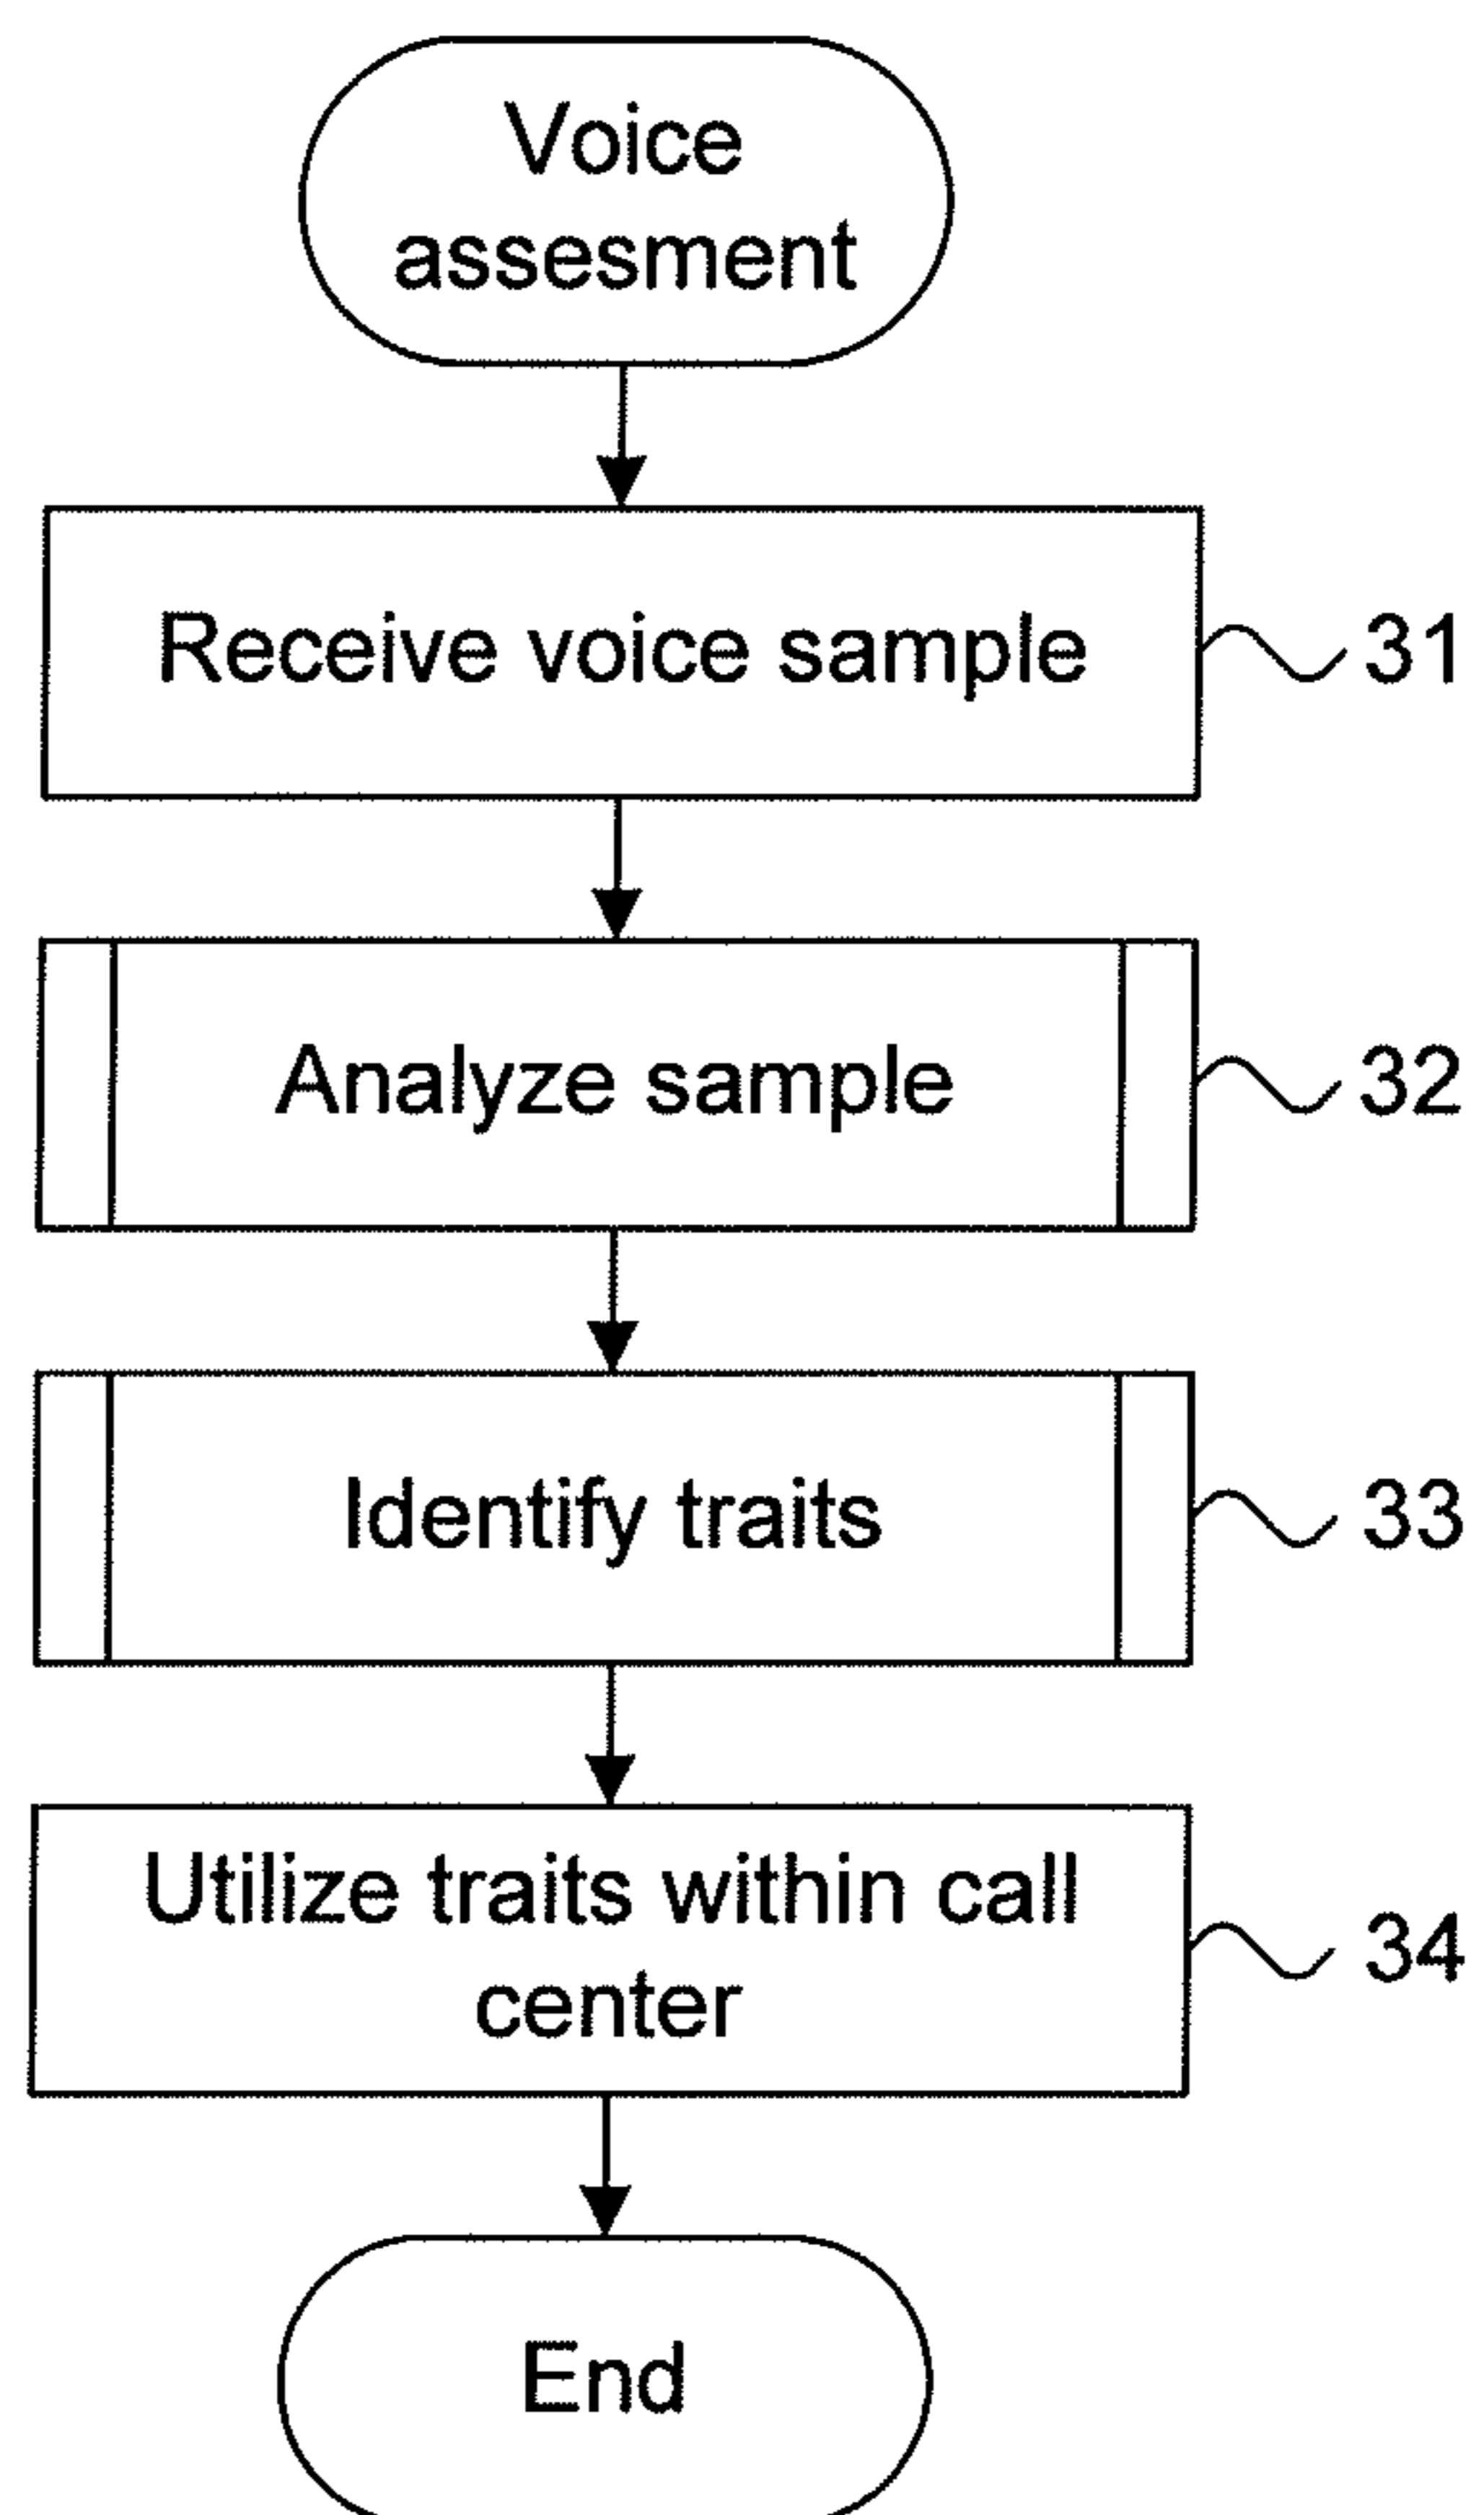 Voice
assesment
Receive voice sample
31
Analyze sample
32
Identify traits
33
Utilize traits within call
center
34
End